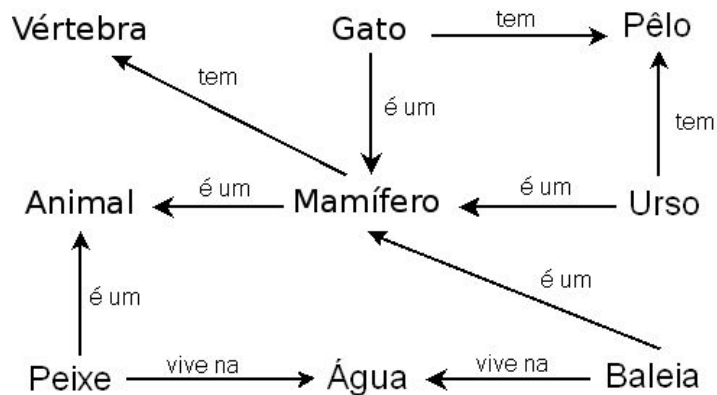 Vértebra
Gato
tem
Pêlo
tem
é um
tem
Animal
é um
Mamífero
é um
Urso
é um
é um
Peixe
vive na
Água
vive na
Baleia